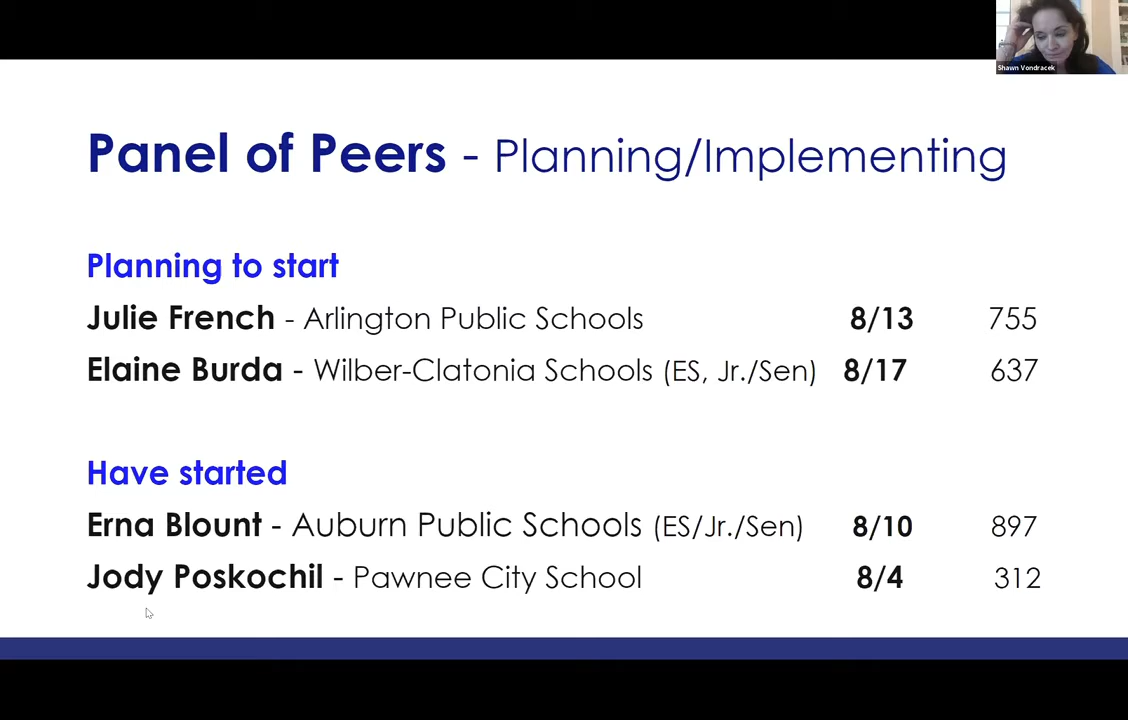 Shawn Vondracek
Panel of Peers - Planning/Implementing
Planning to start
Julie French - Arlington Public Schools 8/13 755
Elaine Burda - Wilber-Clatonia Schools (ES, Jr./Sen) 8/17 637
Have started
Erna Blount - Auburn Public Schools (ES/Jr./Sen) 8/10 897
Jody Poskochil - Pawnee City School 8/4 312